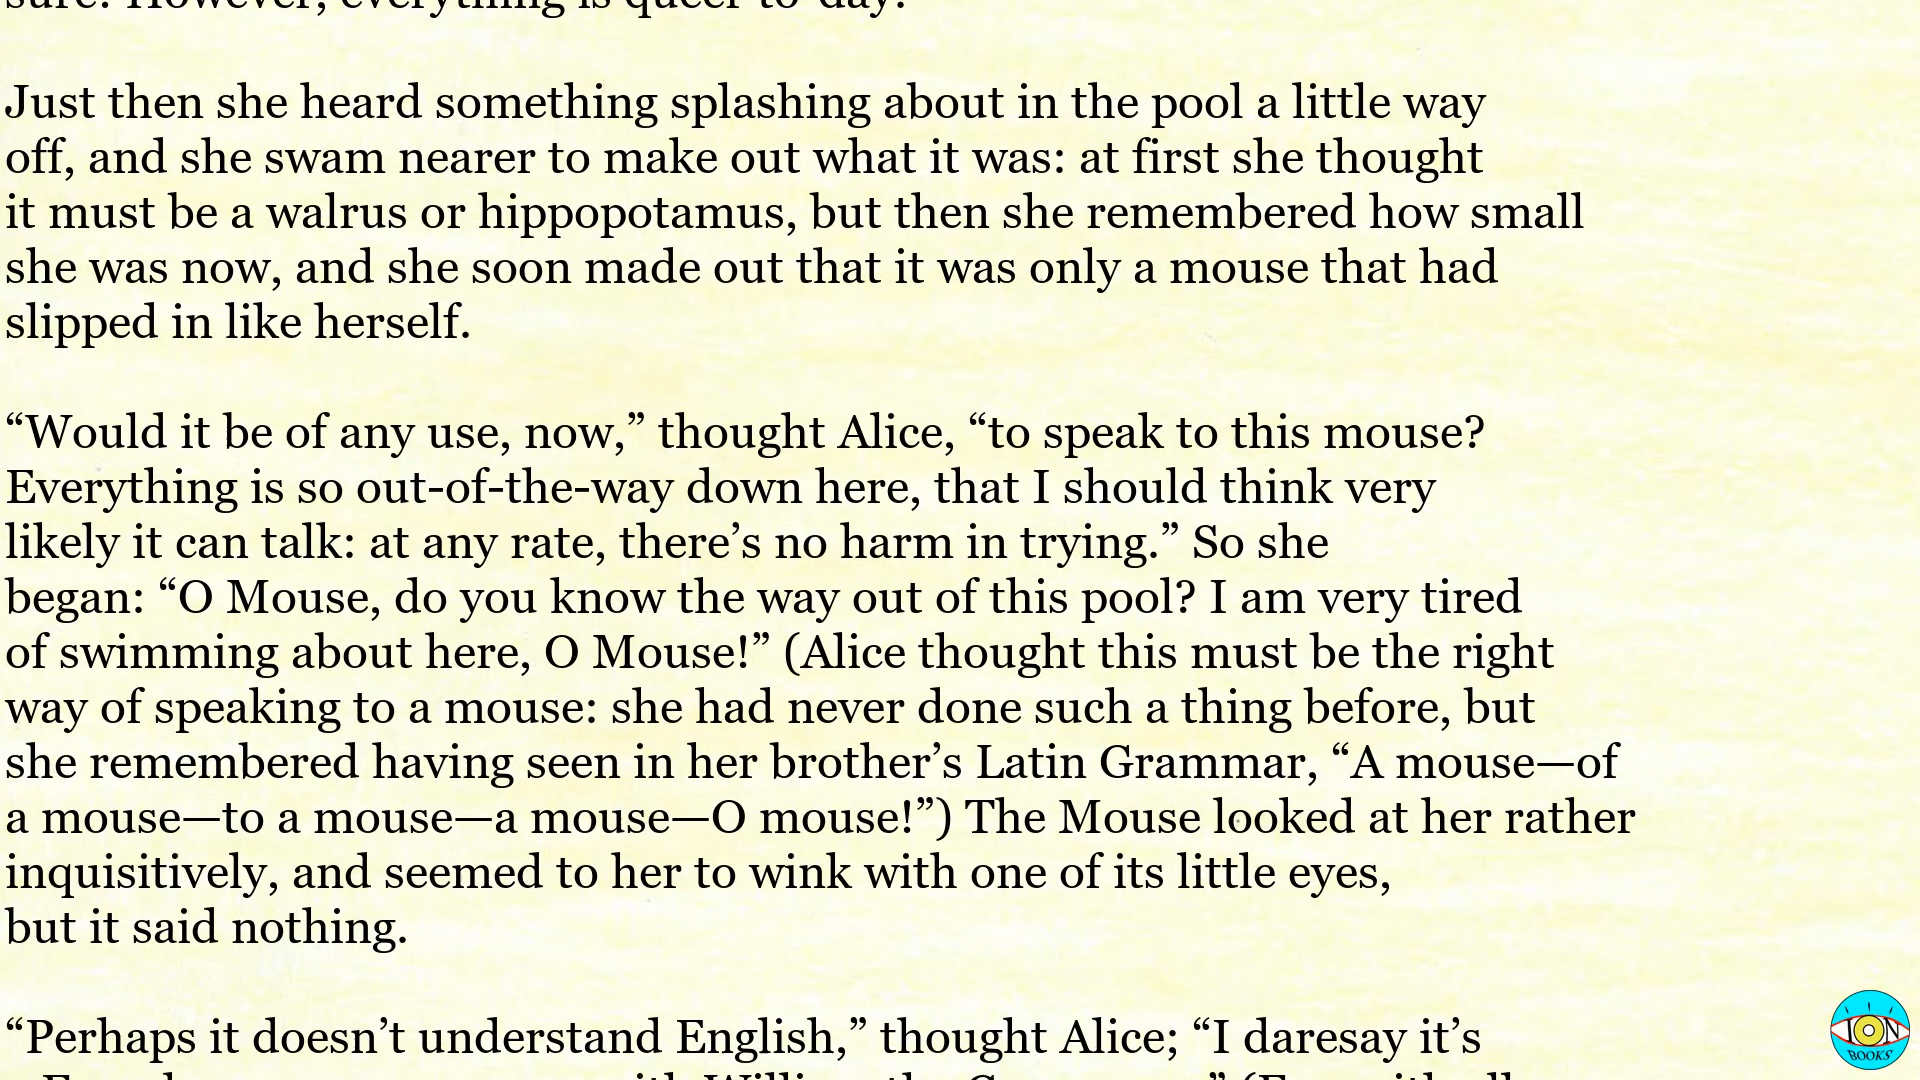 sure! However, everything is queer to-day.
Just then she heard something splashing about in the pool a little way
off, and she swam nearer to make out what it was: at first she thought
it must be a walrus or hippopotamus, but then she remembered how small
she was now, and she soon made out that it was only a mouse that had
slipped in like herself.
“Would it be of any use, now,” thought Alice, “to speak to this mouse?
Everything is so out-of-the-way down here, that I should think very
likely it can talk: at any rate, there’s no harm in trying.” So she
began: “O Mouse, do you know the way out of this pool? I am very tired
of swimming about here, O Mouse!” (Alice thought this must be the right
way of speaking to a mouse: she had never done such a thing before, but
she remembered having seen in her brother’s Latin Grammar, “A mouse—of
a mouse—to a mouse—a mouse—O mouse!”) The Mouse looked at her rather
inquisitively, and seemed to her to wink with one of its little eyes,
but it said nothing.
“Perhaps it doesn’t understand English,” thought Alice; “I daresay it’s
ION
BOOKS